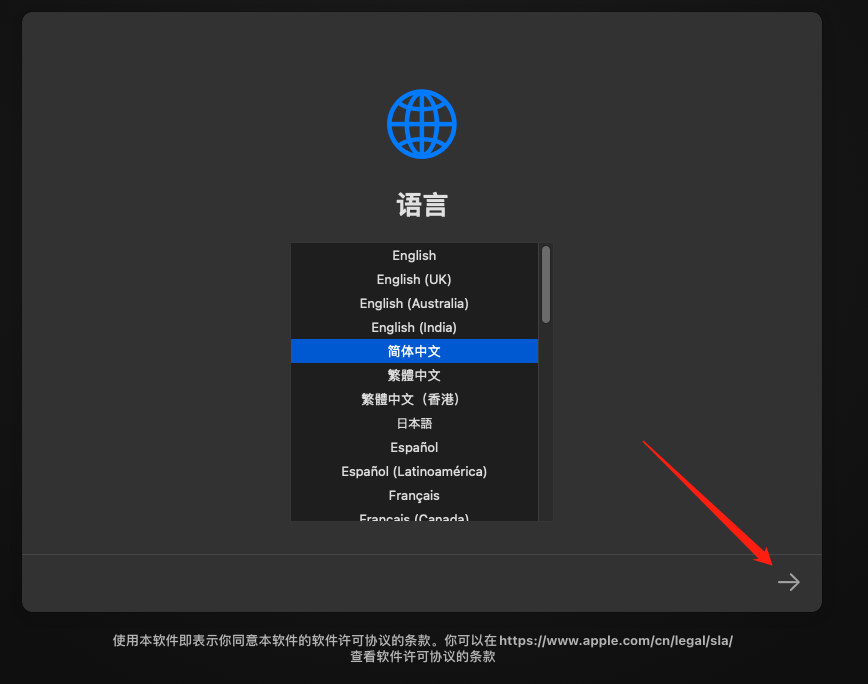 语言
English
English (UK)
English (Australia)
English (India)
简体中文
繁體中文
繁體中文（香港）
日本語
Español
Español (Latinoamérica)
Français
Français (Canada)
使用本软件即表示你同意本软件的软件许可协议的条款。你可以在 https://www.apple.com/cn/legal/sla/
查看软件许可协议的条款